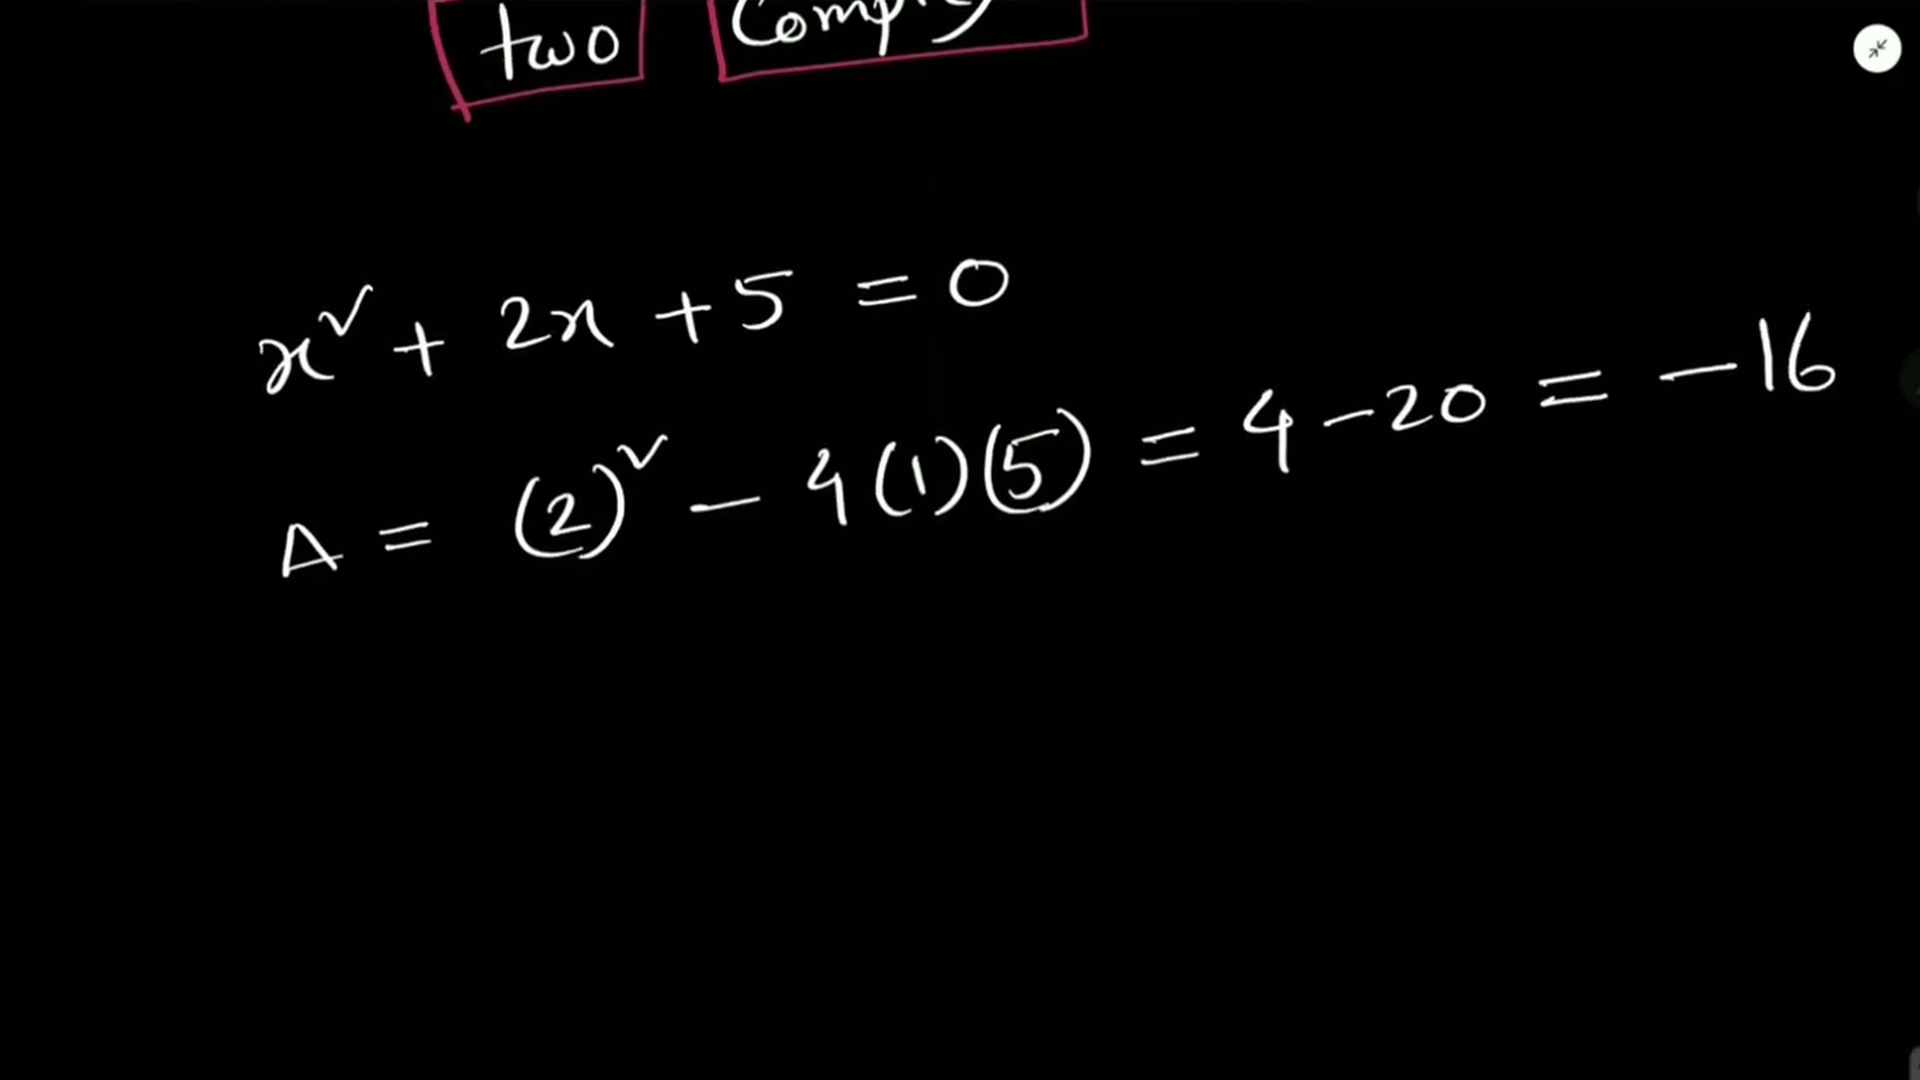 two
x² + 2x + 5 = 0
Δ = (2)² - 4(1)(5) = 4 - 20 = -16